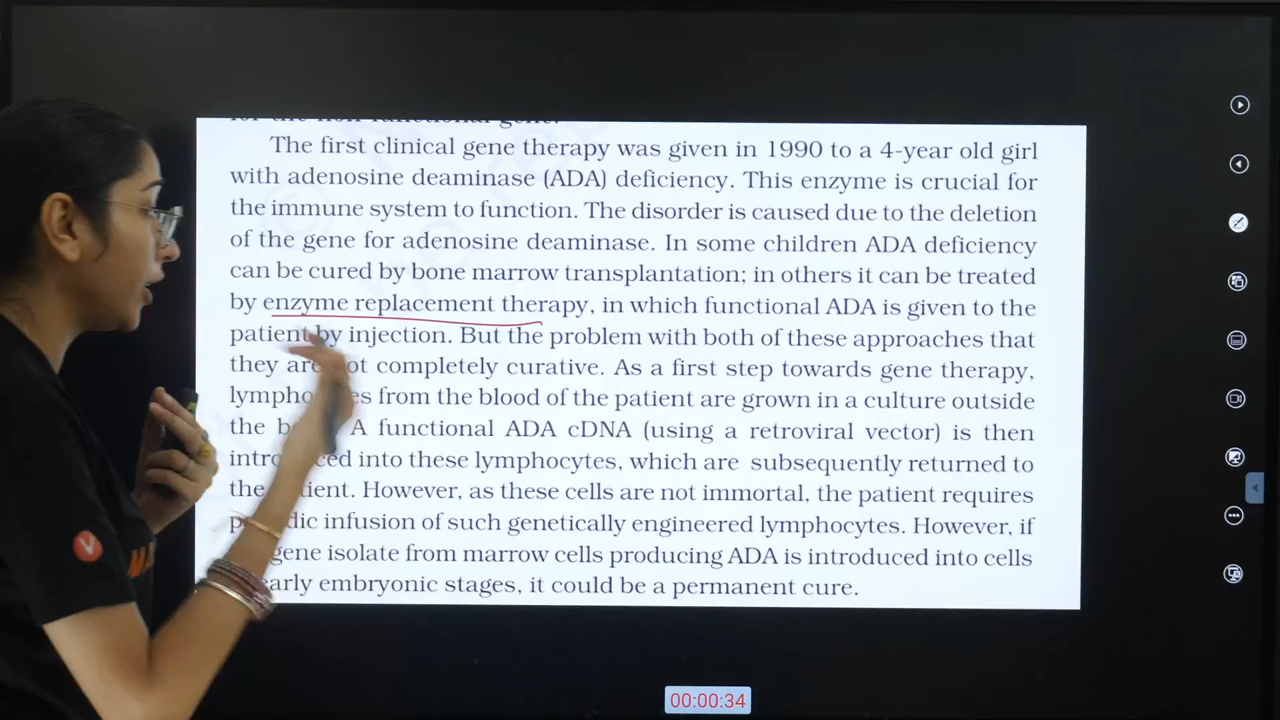 for the non-functional gene.
The first clinical gene therapy was given in 1990 to a 4-year old girl
with adenosine deaminase (ADA) deficiency. This enzyme is crucial for
the immune system to function. The disorder is caused due to the deletion
of the gene for adenosine deaminase. In some children ADA deficiency
can be cured by bone marrow transplantation; in others it can be treated
by enzyme replacement therapy, in which functional ADA is given to the
patient by injection. But the problem with both of these approaches that
they are not completely curative. As a first step towards gene therapy,
from the blood of the patient are grown in a culture outside
the A functional ADA cDNA (using a retroviral vector) is then
into these lymphocytes, which are subsequently returned to
the However, as these cells are not immortal, the patient requires
infusion of such genetically engineered lymphocytes. However, if
gene isolate from marrow cells producing ADA is introduced into cells
early embryonic stages, it could be a permanent cure.
00:00:34
V